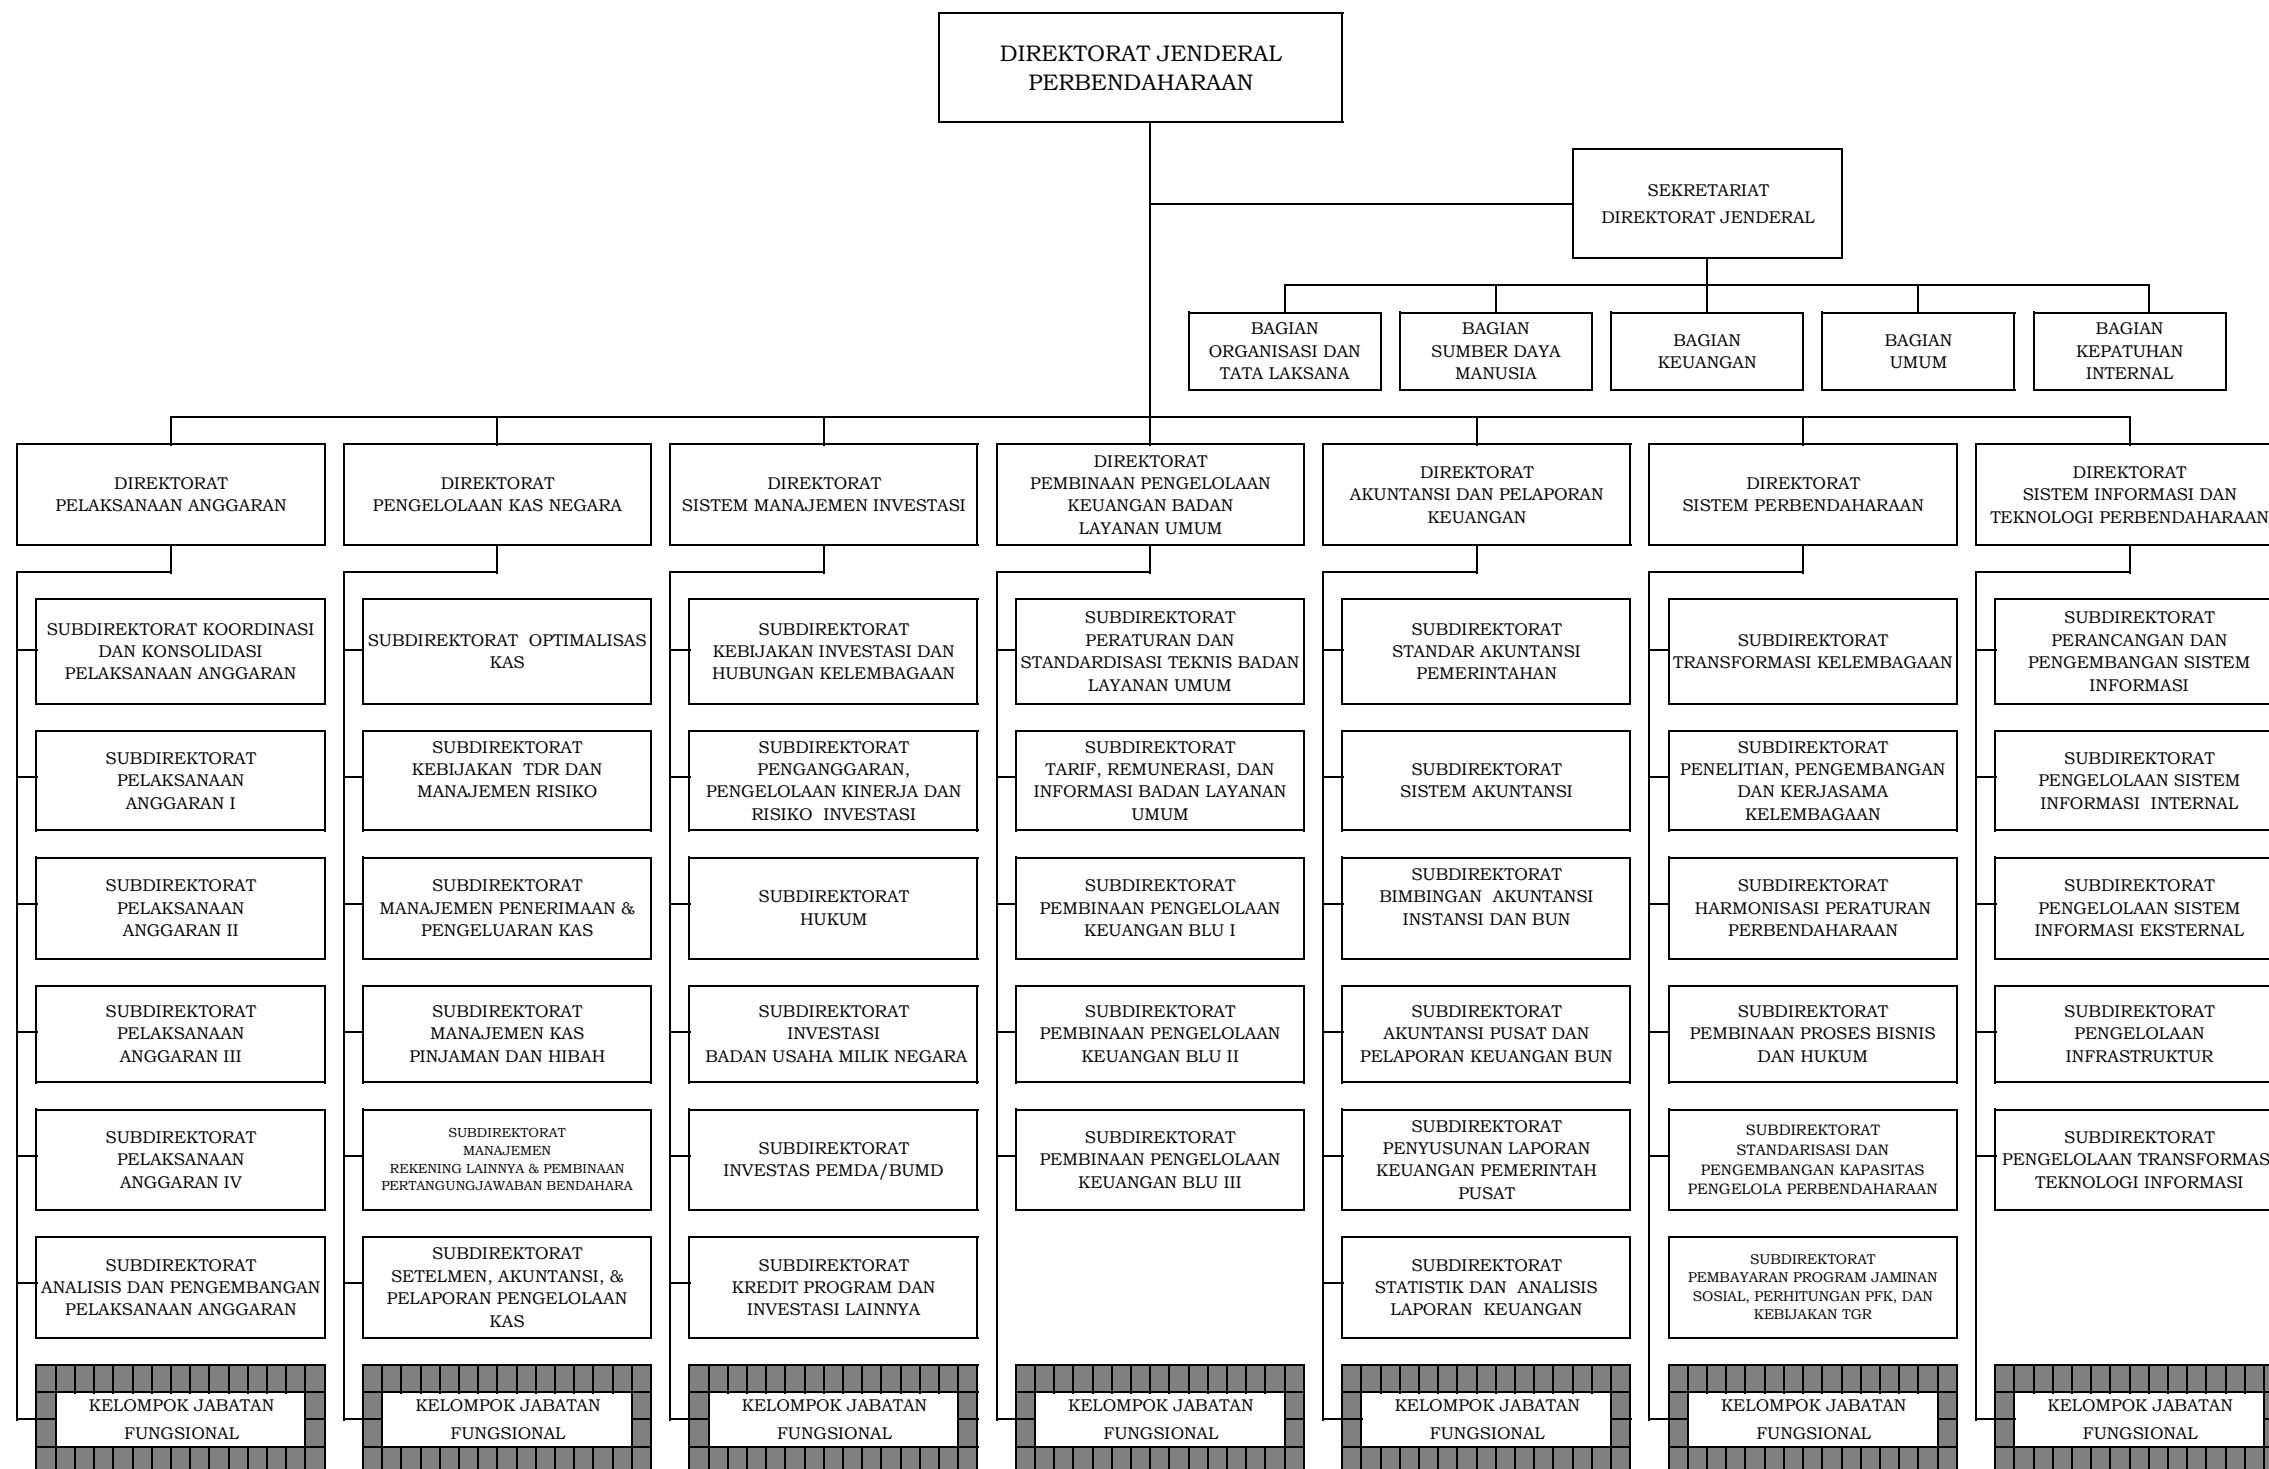 DIREKTORAT JENDERAL
PERBENDAHARAAN
SEKRETARIAT
DIREKTORAT JENDERAL
BAGIAN
ORGANISASI DAN
TATA LAKSANA
BAGIAN
SUMBER DAYA
MANUSIA
BAGIAN
KEUANGAN
BAGIAN
UMUM
BAGIAN
KEPATUHAN
INTERNAL
DIREKTORAT
PELAKSANAAN ANGGARAN
DIREKTORAT
PENGELOLAAN KAS NEGARA
DIREKTORAT
SISTEM MANAJEMEN INVESTASI
DIREKTORAT
PEMBINAAN PENGELOLAAN
KEUANGAN BADAN
LAYANAN UMUM
DIREKTORAT
AKUNTANSI DAN PELAPORAN
KEUANGAN
DIREKTORAT
SISTEM PERBENDAHARAAN
DIREKTORAT
SISTEM INFORMASI DAN
TEKNOLOGI PERBENDAHARAAN
SUBDIREKTORAT KOORDINASI
DAN KONSOLIDASI
PELAKSANAAN ANGGARAN
SUBDIREKTORAT OPTIMALISAS
KAS
SUBDIREKTORAT
KEBIJAKAN INVESTASI DAN
HUBUNGAN KELEMBAGAAN
SUBDIREKTORAT
PERATURAN DAN
STANDARDISASI TEKNIS BADAN
LAYANAN UMUM
SUBDIREKTORAT
STANDAR AKUNTANSI
PEMERINTAHAN
SUBDIREKTORAT
TRANSFORMASI KELEMBAGAAN
SUBDIREKTORAT
PERANCANGAN DAN
PENGEMBANGAN SISTEM
INFORMASI
SUBDIREKTORAT
PELAKSANAAN
ANGGARAN I
SUBDIREKTORAT
KEBIJAKAN TDR DAN
MANAJEMEN RISIKO
SUBDIREKTORAT
PENGANGGARAN,
PENGELOLAAN KINERJA DAN
RISIKO INVESTASI
SUBDIREKTORAT
TARIF, REMUNERASI, DAN
INFORMASI BADAN LAYANAN
UMUM
SUBDIREKTORAT
SISTEM AKUNTANSI
SUBDIREKTORAT
PENELITIAN, PENGEMBANGAN
DAN KERJASAMA
KELEMBAGAAN
SUBDIREKTORAT
PENGELOLAAN SISTEM
INFORMASI INTERNAL
SUBDIREKTORAT
PELAKSANAAN
ANGGARAN II
SUBDIREKTORAT
MANAJEMEN PENERIMAAN &
PENGELUARAN KAS
SUBDIREKTORAT
HUKUM
SUBDIREKTORAT
PEMBINAAN PENGELOLAAN
KEUANGAN BLU I
SUBDIREKTORAT
BIMBINGAN AKUNTANSI
INSTANSI DAN BUN
SUBDIREKTORAT
HARMONISASI PERATURAN
PERBENDAHARAAN
SUBDIREKTORAT
PENGELOLAAN SISTEM
INFORMASI EKSTERNAL
SUBDIREKTORAT
PELAKSANAAN
ANGGARAN III
SUBDIREKTORAT
MANAJEMEN KAS
PINJAMAN DAN HIBAH
SUBDIREKTORAT
INVESTASI
BADAN USAHA MILIK NEGARA
SUBDIREKTORAT
PEMBINAAN PENGELOLAAN
KEUANGAN BLU II
SUBDIREKTORAT
AKUNTANSI PUSAT DAN
PELAPORAN KEUANGAN BUN
SUBDIREKTORAT
PEMBINAAN PROSES BISNIS
DAN HUKUM
SUBDIREKTORAT
PENGELOLAAN
INFRASTRUKTUR
SUBDIREKTORAT
PELAKSANAAN
ANGGARAN IV
SUBDIREKTORAT
MANAJEMEN
REKENING LAINNYA & PEMBINAAN
PERTANGUNGJAWABAN BENDAHARA
SUBDIREKTORAT
INVESTAS PEMDA/BUMD
SUBDIREKTORAT
PEMBINAAN PENGELOLAAN
KEUANGAN BLU III
SUBDIREKTORAT
PENYUSUNAN LAPORAN
KEUANGAN PEMERINTAH
PUSAT
SUBDIREKTORAT
STANDARISASI DAN
PENGEMBANGAN KAPASITAS
PENGELOLA PERBENDAHARAAN
SUBDIREKTORAT
PENGELOLAAN TRANSFORMAS
TEKNOLOGI INFORMASI
SUBDIREKTORAT
ANALISIS DAN PENGEMBANGAN
PELAKSANAAN ANGGARAN
SUBDIREKTORAT
SETELMEN, AKUNTANSI, &
PELAPORAN PENGELOLAAN
KAS
SUBDIREKTORAT
KREDIT PROGRAM DAN
INVESTASI LAINNYA
SUBDIREKTORAT
STATISTIK DAN ANALISIS
LAPORAN KEUANGAN
SUBDIREKTORAT
PEMBAYARAN PROGRAM JAMINAN
SOSIAL, PERHITUNGAN PFK, DAN
KEBIJAKAN TGR
KELOMPOK JABATAN
FUNGSIONAL
KELOMPOK JABATAN
FUNGSIONAL
KELOMPOK JABATAN
FUNGSIONAL
KELOMPOK JABATAN
FUNGSIONAL
KELOMPOK JABATAN
FUNGSIONAL
KELOMPOK JABATAN
FUNGSIONAL
KELOMPOK JABATAN
FUNGSIONAL